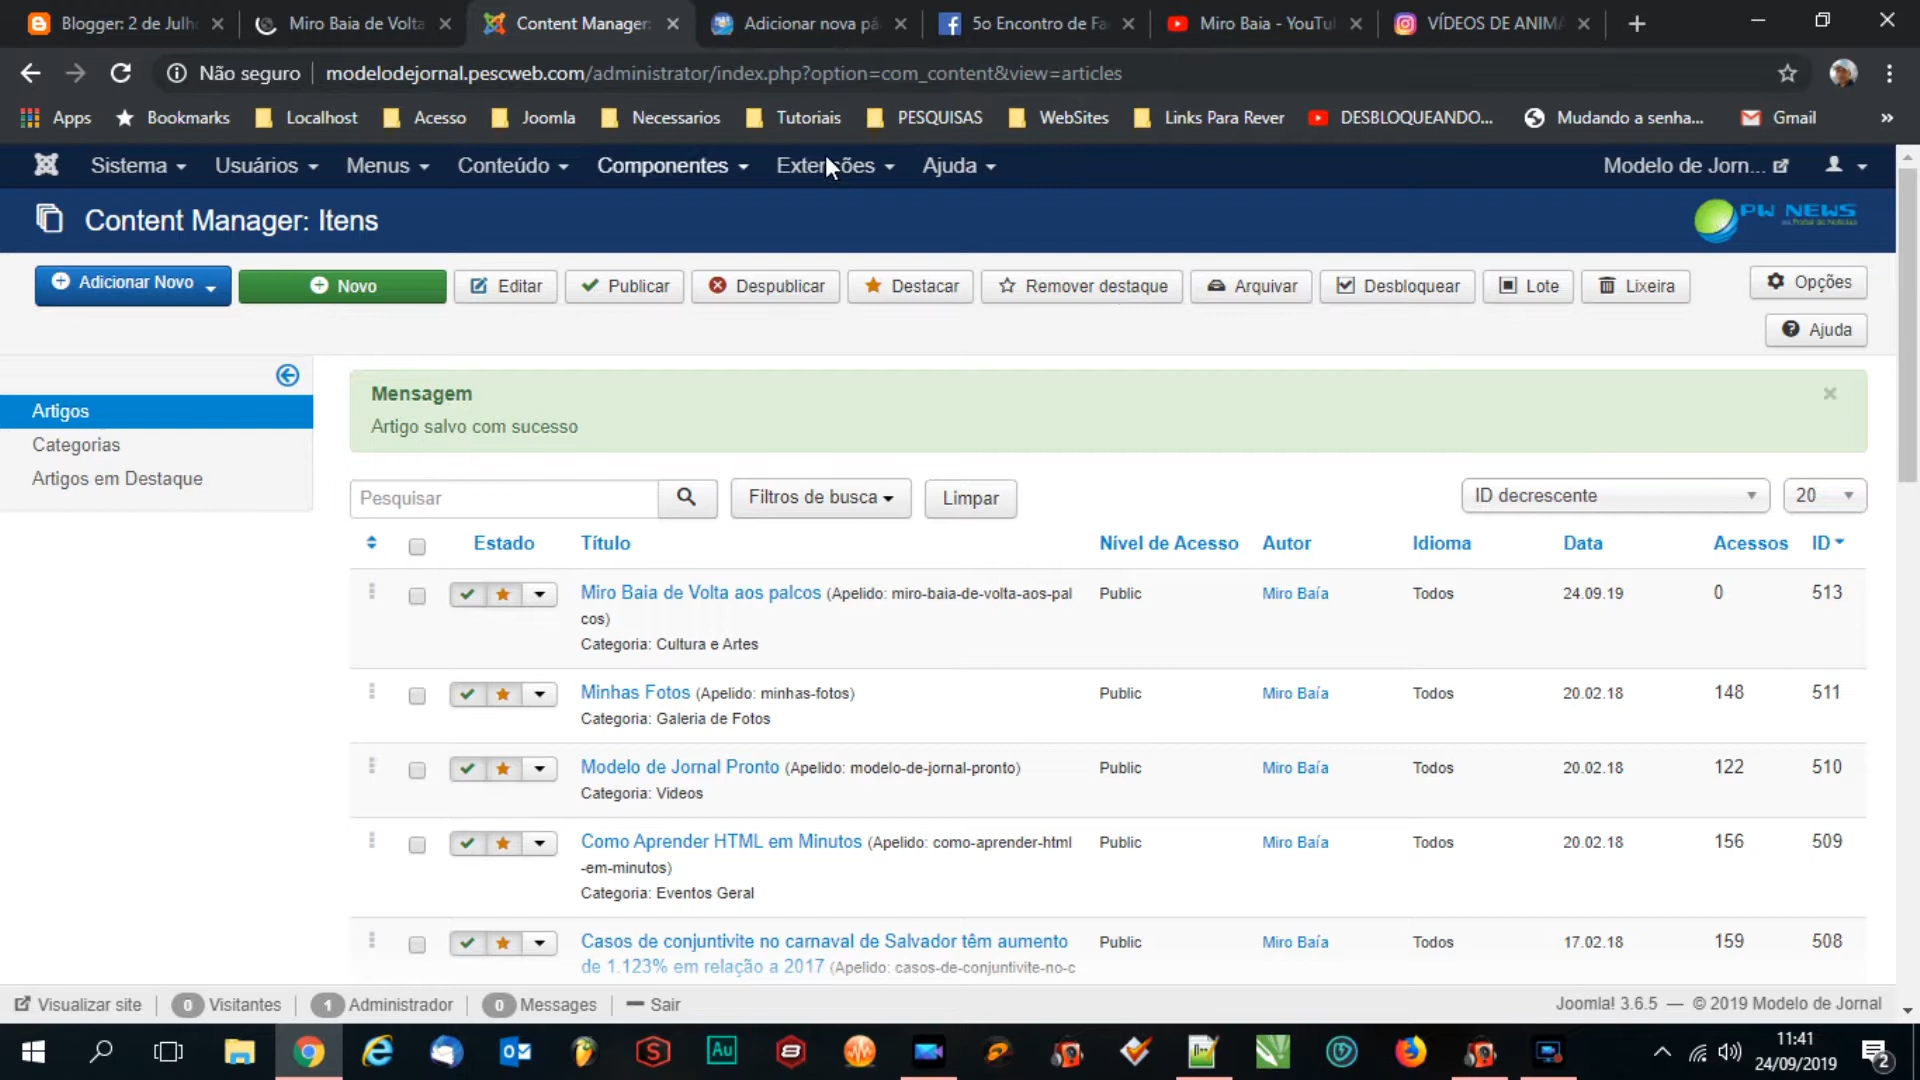 Blogger: 2 de Julh
Miro Baia de Volta
Content Manager:
Adicionar nova pá
5o Encontro de Fa
Miro Baia - YouTu
VÍDEOS DE ANIMA
Não seguro
modelodejornal.pescweb.com/administrator/index.php?option=com_content&view=articles
Apps Bookmarks Localhost Acesso Joomla Necessarios Tutoriais PESQUISAS WebSites Links Para Rever DESBLOQUEANDO... Mudando a senha... Gmail »
Sistema Usuários Menus Conteúdo Componentes Extensões Ajuda Modelo de Jorn...
Content Manager: Itens
PW NEWS
Adicionar Novo Novo Editar Publicar Despublicar Destacar Remover destaque Arquivar Desbloquear Lote Lixeira Opções
Ajuda
Artigos
Categorias
Artigos em Destaque
Mensagem
Artigo salvo com sucesso
Pesquisar Filtros de busca Limpar ID decrescente 20
Estado Título Nível de Acesso Autor Idioma Data Acessos ID
Miro Baia de Volta aos palcos (Apelido: miro-baia-de-volta-aos-pal Public Miro Baía Todos 24.09.19 0 513
cos)
Categoria: Cultura e Artes
Minhas Fotos (Apelido: minhas-fotos) Public Miro Baía Todos 20.02.18 148 511
Categoria: Galeria de Fotos
Modelo de Jornal Pronto (Apelido: modelo-de-jornal-pronto) Public Miro Baía Todos 20.02.18 122 510
Categoria: Videos
Como Aprender HTML em Minutos (Apelido: como-aprender-html Public Miro Baía Todos 20.02.18 156 509
-em-minutos)
Categoria: Eventos Geral
Casos de conjuntivite no carnaval de Salvador têm aumento Public Miro Baía Todos 17.02.18 159 508
de 1.123% em relação a 2017 (Apelido: casos-de-conjuntivite-no-c
Visualizar site 0 Visitantes 1 Administrador 0 Messages Sair Joomla! 3.6.5 — © 2019 Modelo de Jornal
11:41
24/09/2019
2